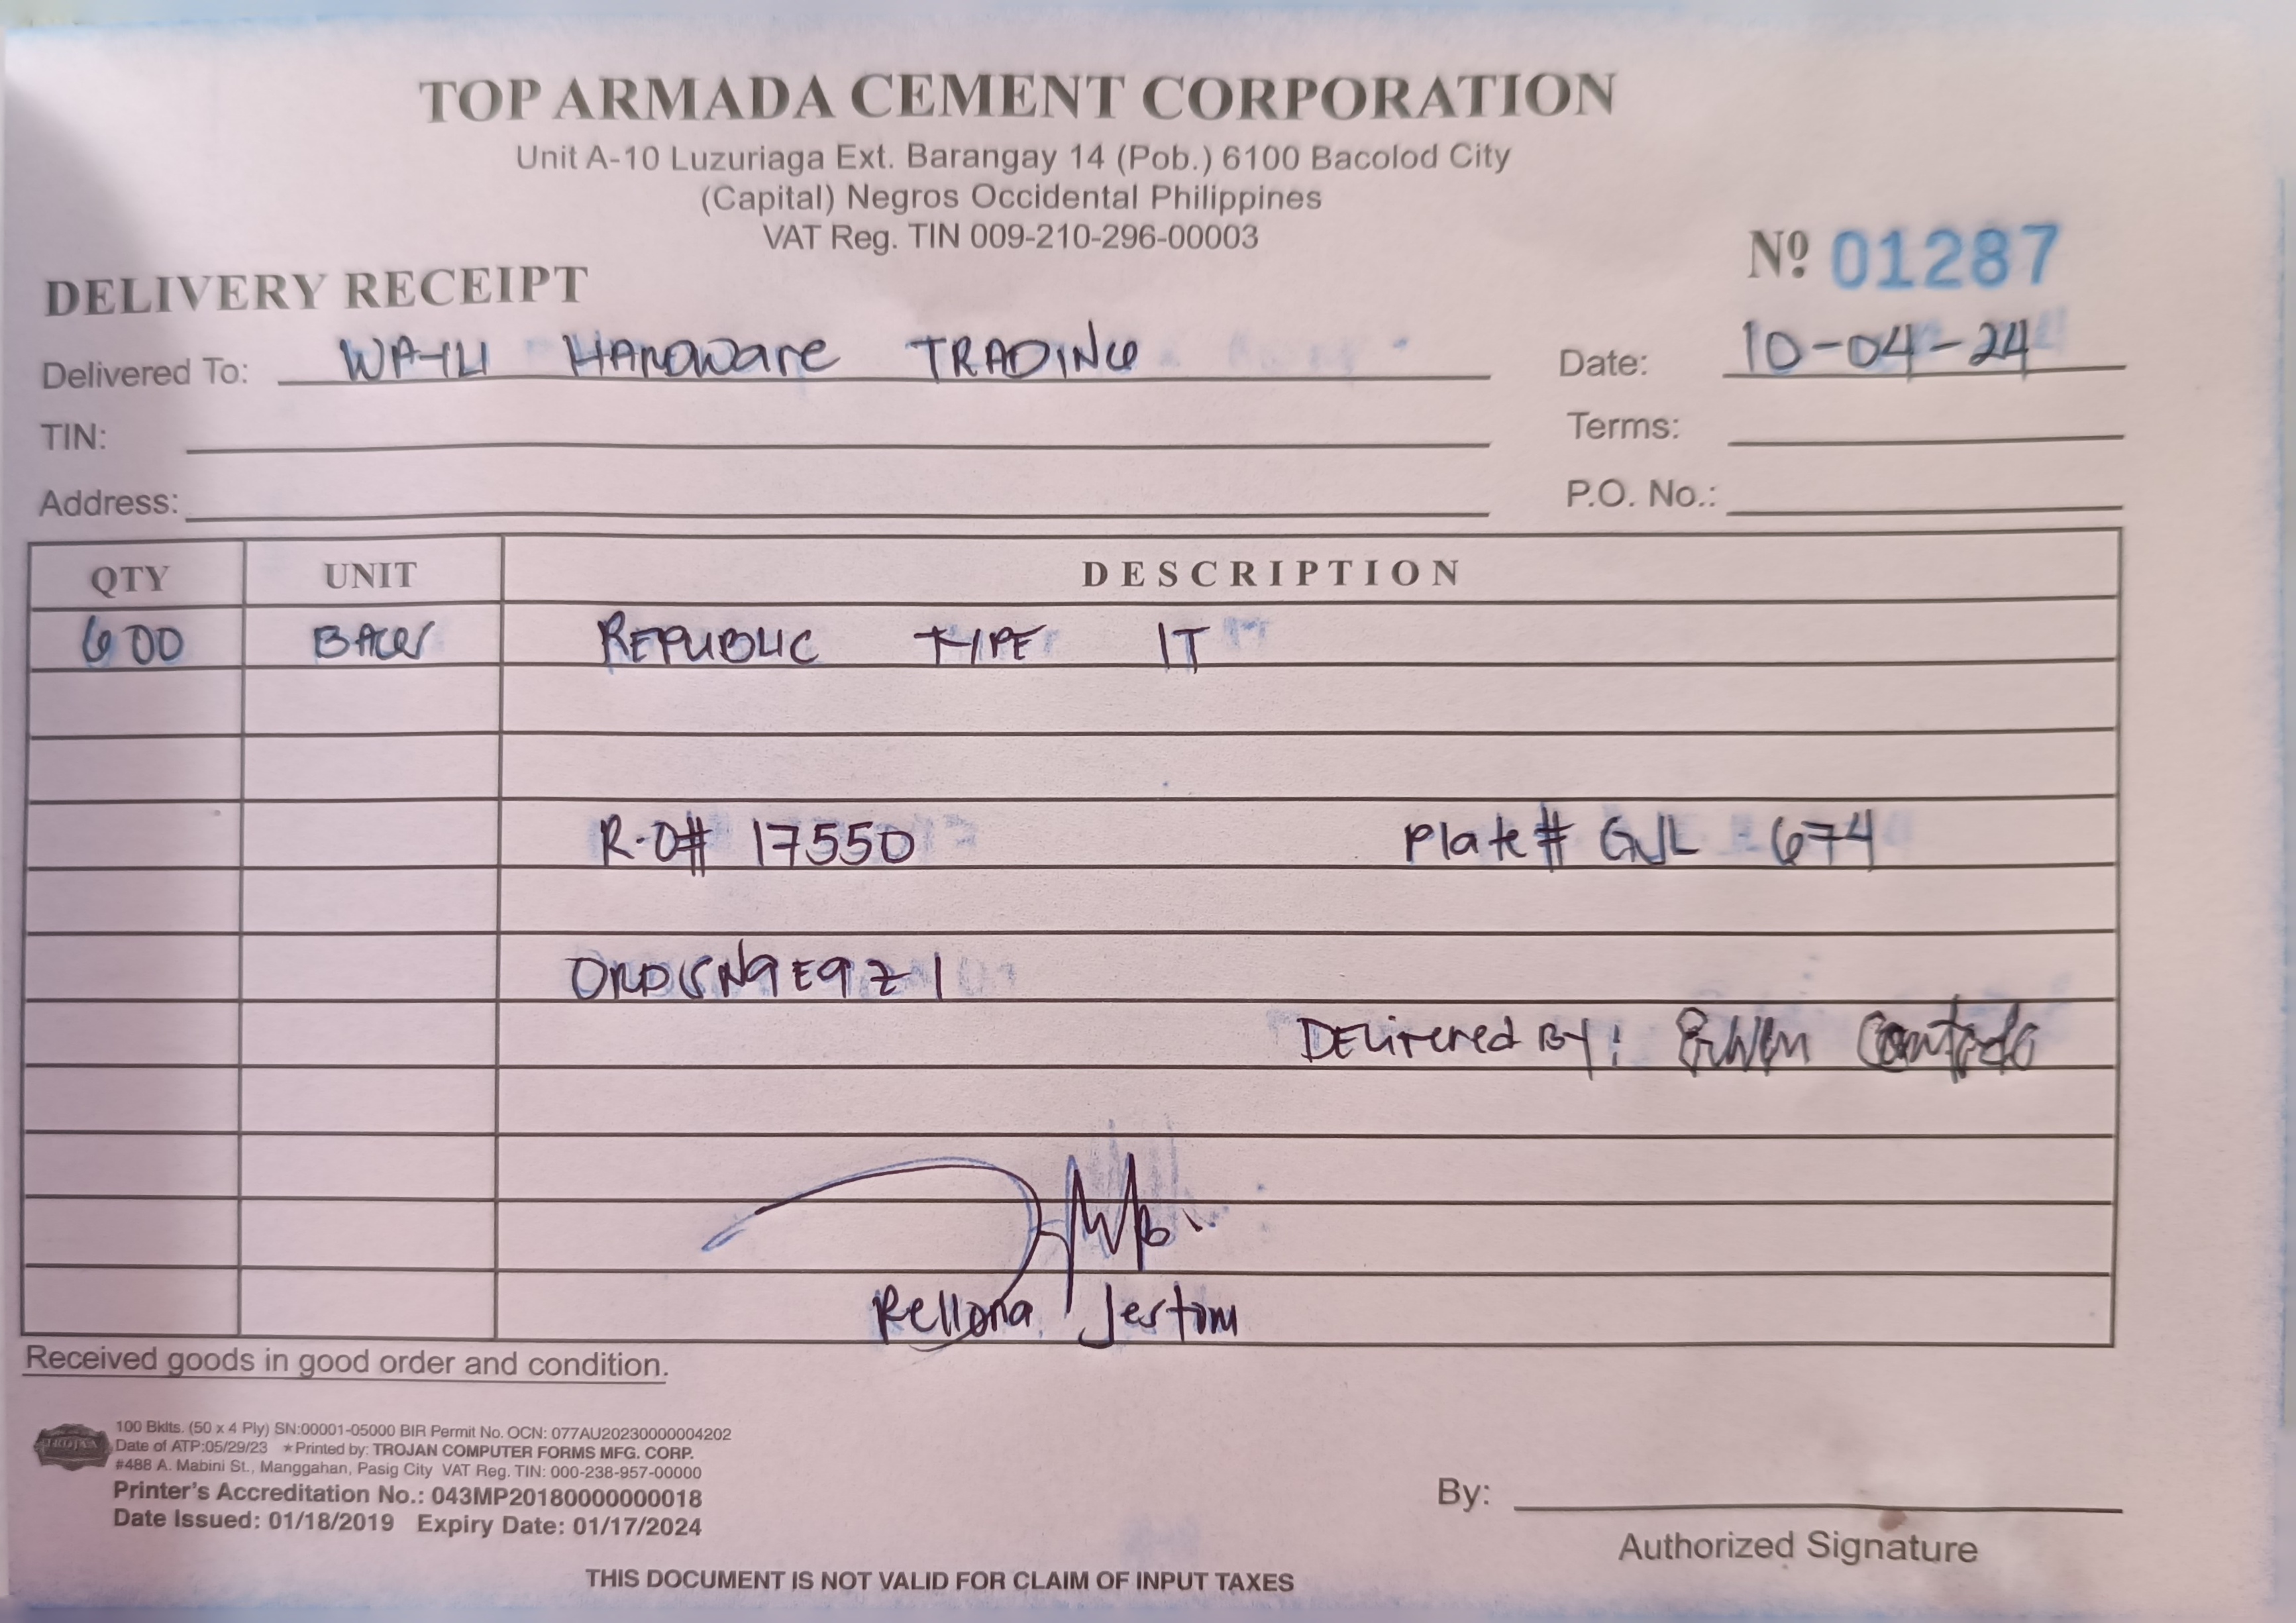 TOP ARMADA CEMENT CORPORATION
Unit A-10 Luzuriaga Ext. Barangay 14 (Pob.) 6100 Bacolod City
(Capital) Negros Occidental Philippines
VAT Reg. TIN 009-210-296-00003
Nº 01287
DELIVERY RECEIPT
Delivered To: HARDWARE TRADING Date: 10-04-24
TIN: Terms:
Address: P.O. No.:
QTY UNIT DESCRIPTION
600 BAGS REPUBLIC TYPE 1T
R.O# 17550 Plate# GJL 674
Delivered By:
Rellona Jestom
Received goods in good order and condition.
TROJAN
100 Bklts. (50 x 4 Ply) SN:00001-05000 BIR Permit No. OCN: 077AU20230000004202
Date of ATP:05/29/23 ★Printed by: TROJAN COMPUTER FORMS MFG. CORP.
#488 A. Mabini St., Manggahan, Pasig City VAT Reg. TIN: 000-238-957-00000
Printer's Accreditation No.: 043MP20180000000018
Date Issued: 01/18/2019 Expiry Date: 01/17/2024
By:
Authorized Signature
THIS DOCUMENT IS NOT VALID FOR CLAIM OF INPUT TAXES